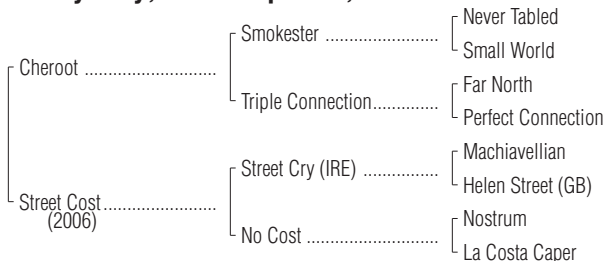 Never Tabled
Smokester ......................
Small World
Cheroot .........................
Far North
Triple Connection..............
Perfect Connection
Machiavellian
Street Cry (IRE) ................
Helen Street (GB)
Street Cost.....................
(2006)
Nostrum
No Cost .........................
La Costa Caper